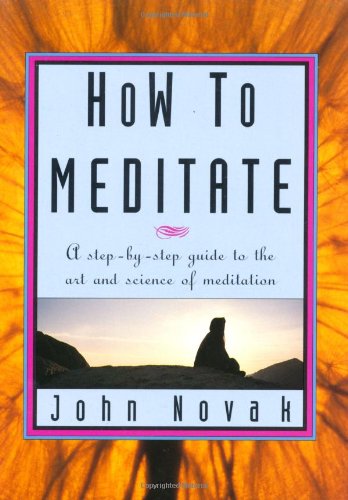 HoW To
MEDITATE
A step-by-step guide to the
art and science of meditation
John Novak